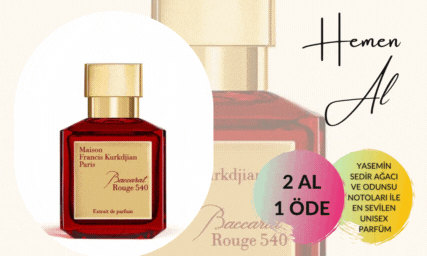 Hemen
Al
Maison
Francis Kurkdjian
Paris
Baccarat
Rouge 540
Extrait de parfum
Kurkdjian
Baccarat
Rouge 540
2 AL
1 ÖDE
YASEMİN
SEDİR AĞACI
VE ODUNSU
NOTOLARI İLE
EN SEVİLEN
UNISEX
PARFÜM